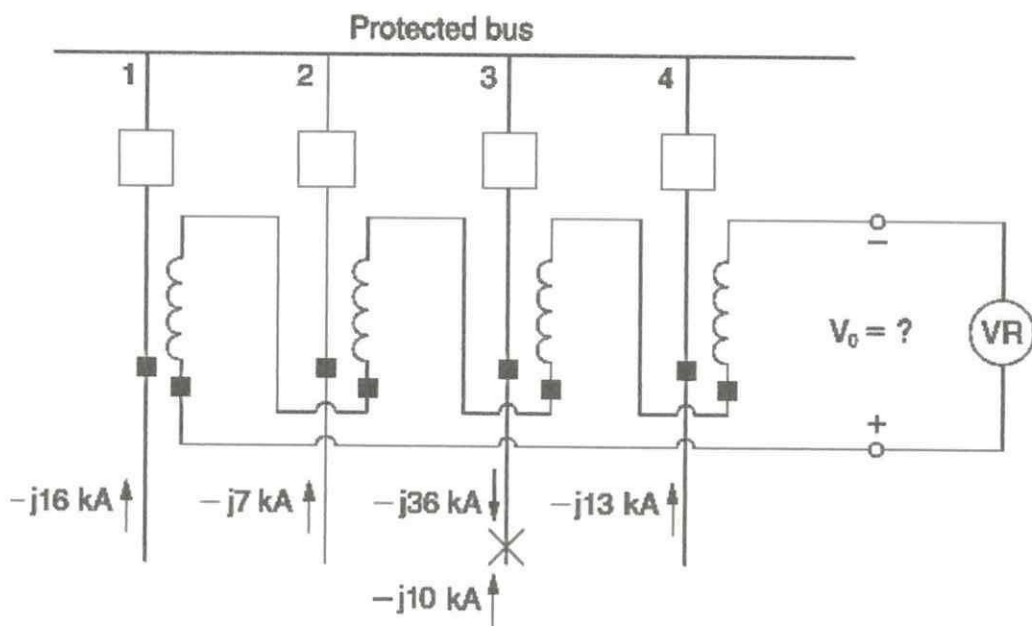 Protected bus
1 2 3 4
−
V₀ = ? VR
+
−j16 kA −j7 kA −j36 kA −j13 kA
−j10 kA